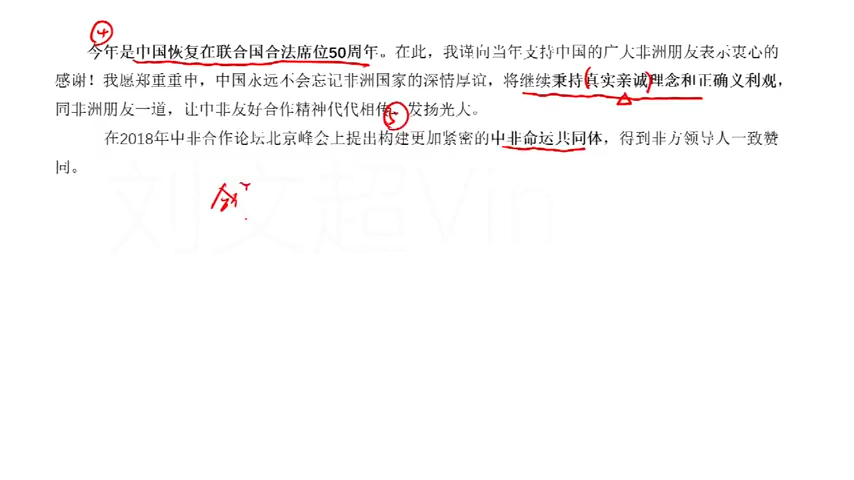 ④
今年是中国恢复在联合国合法席位50周年。在此，我谨向当年支持中国的广大非洲朋友表示衷心的
感谢！我愿郑重重申，中国永远不会忘记非洲国家的深情厚谊，将继续秉持(真实亲诚)理念和正确义利观，
同非洲朋友一道，让中非友好合作精神代代相传、发扬光大。
⑤
在2018年中非合作论坛北京峰会上提出构建更加紧密的中非命运共同体，得到非方领导人一致赞
同。
刘文超Vin